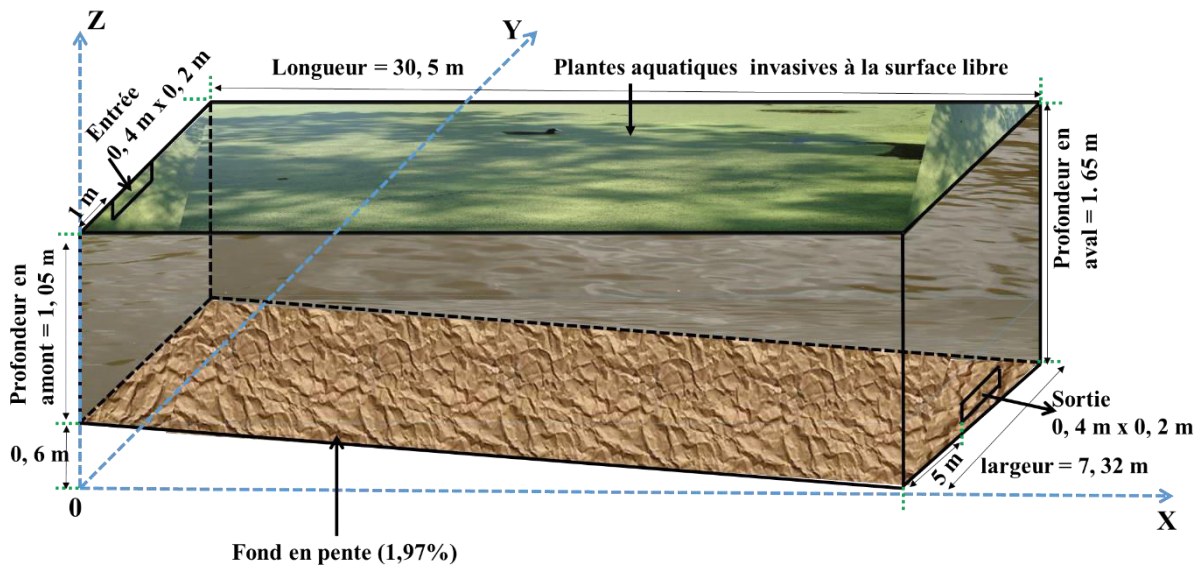 Z
Y
Longueur = 30, 5 m
Plantes aquatiques invasives à la surface libre
Entrée
0, 4 m x 0, 2 m
1 m
Profondeur en
amont = 1, 05 m
Profondeur en
aval = 1. 65 m
0, 6 m
0
Sortie
0, 4 m x 0, 2 m
5 m
largeur = 7, 32 m
X
Fond en pente (1,97%)